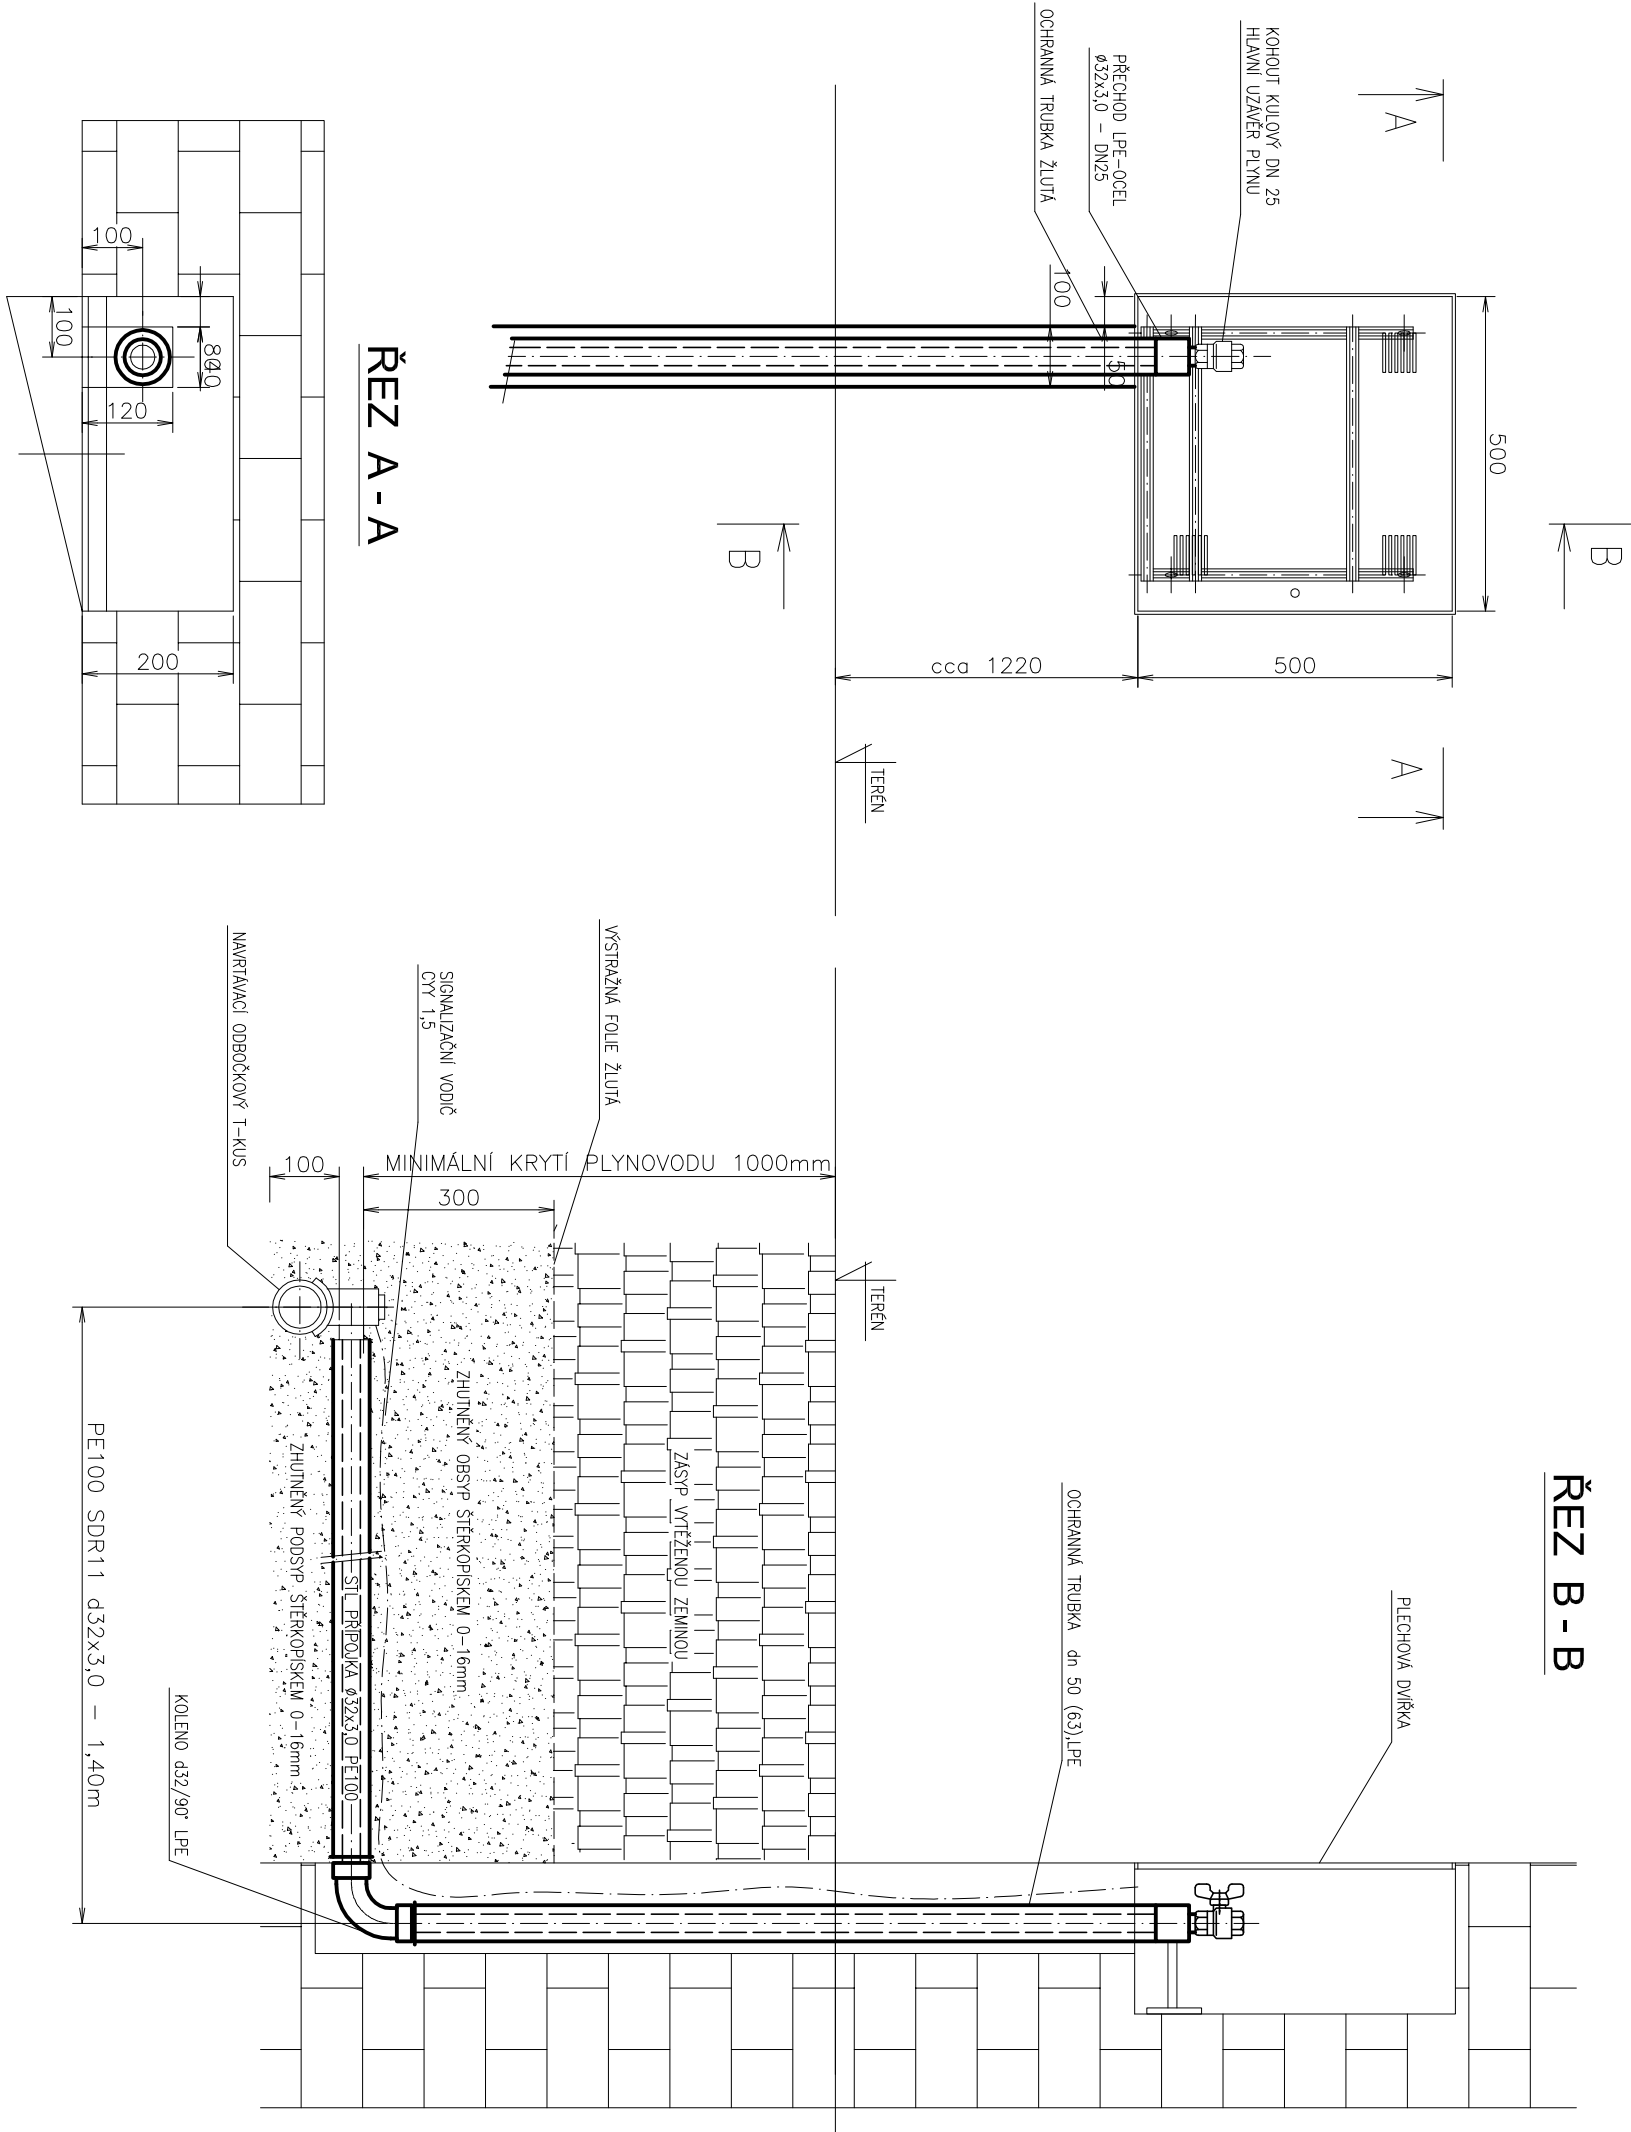 KOHOUT KULOVÝ DN 25
HLAVNÍ UZÁVĚR PLYNU
PŘECHOD LPE-OCEL
ø32x3,0 - DN25
OCHRANNÁ TRUBKA ŽLUTÁ
A
A
B
B
500
500
cca 1220
100
50
TERÉN
ŘEZ A - A
100
100
80
120
200
ŘEZ B - B
PLECHOVÁ DVÍŘKA
OCHRANNÁ TRUBKA dn 50 (63),LPE
TERÉN
VÝSTRAŽNÁ FOLIE ŽLUTÁ
SIGNALIZAČNÍ VODIČ
CYY 1,5
NAVRTÁVACÍ ODBOČKOVÝ T-KUS
MINIMÁLNÍ KRYTÍ PLYNOVODU 1000mm
300
100
ZÁSYP VYTĚŽENOU ZEMINOU
ZHUTNĚNÝ OBSYP ŠTĚRKOPÍSKEM 0-16mm
STL PŘÍPOJKA ø32x3,0 PE100
ZHUTNĚNÝ PODSYP ŠTĚRKOPÍSKEM 0-16mm
KOLENO d32/90° LPE
PE100 SDR11 d32x3,0 - 1,40m